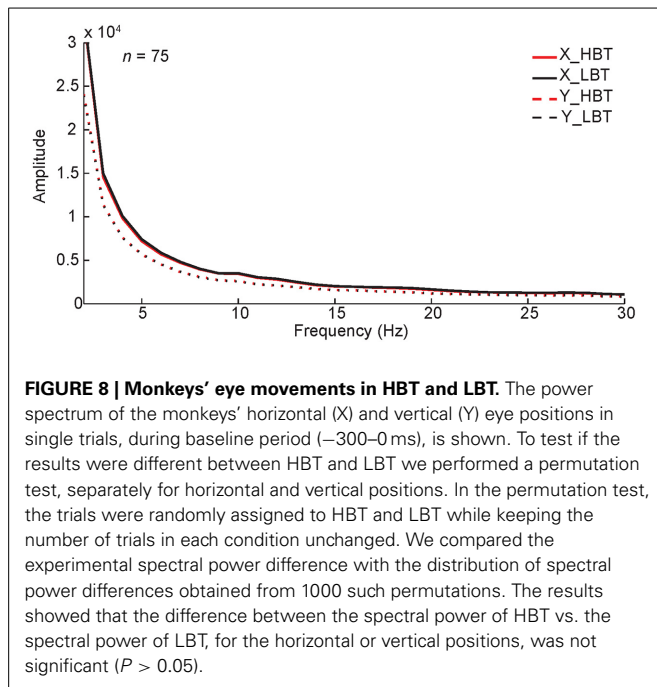 x 10⁴
3
n = 75
X_HBT
X_LBT
Y_HBT
Y_LBT
2.5
2
1.5
1
0.5
0
Amplitude
5
10
15
20
25
30
Frequency (Hz)
FIGURE 8 | Monkeys' eye movements in HBT and LBT. The power
spectrum of the monkeys' horizontal (X) and vertical (Y) eye positions in
single trials, during baseline period (−300–0 ms), is shown. To test if the
results were different between HBT and LBT we performed a permutation
test, separately for horizontal and vertical positions. In the permutation test,
the trials were randomly assigned to HBT and LBT while keeping the
number of trials in each condition unchanged. We compared the
experimental spectral power difference with the distribution of spectral
power differences obtained from 1000 such permutations. The results
showed that the difference between the spectral power of HBT vs. the
spectral power of LBT, for the horizontal or vertical positions, was not
significant (P > 0.05).